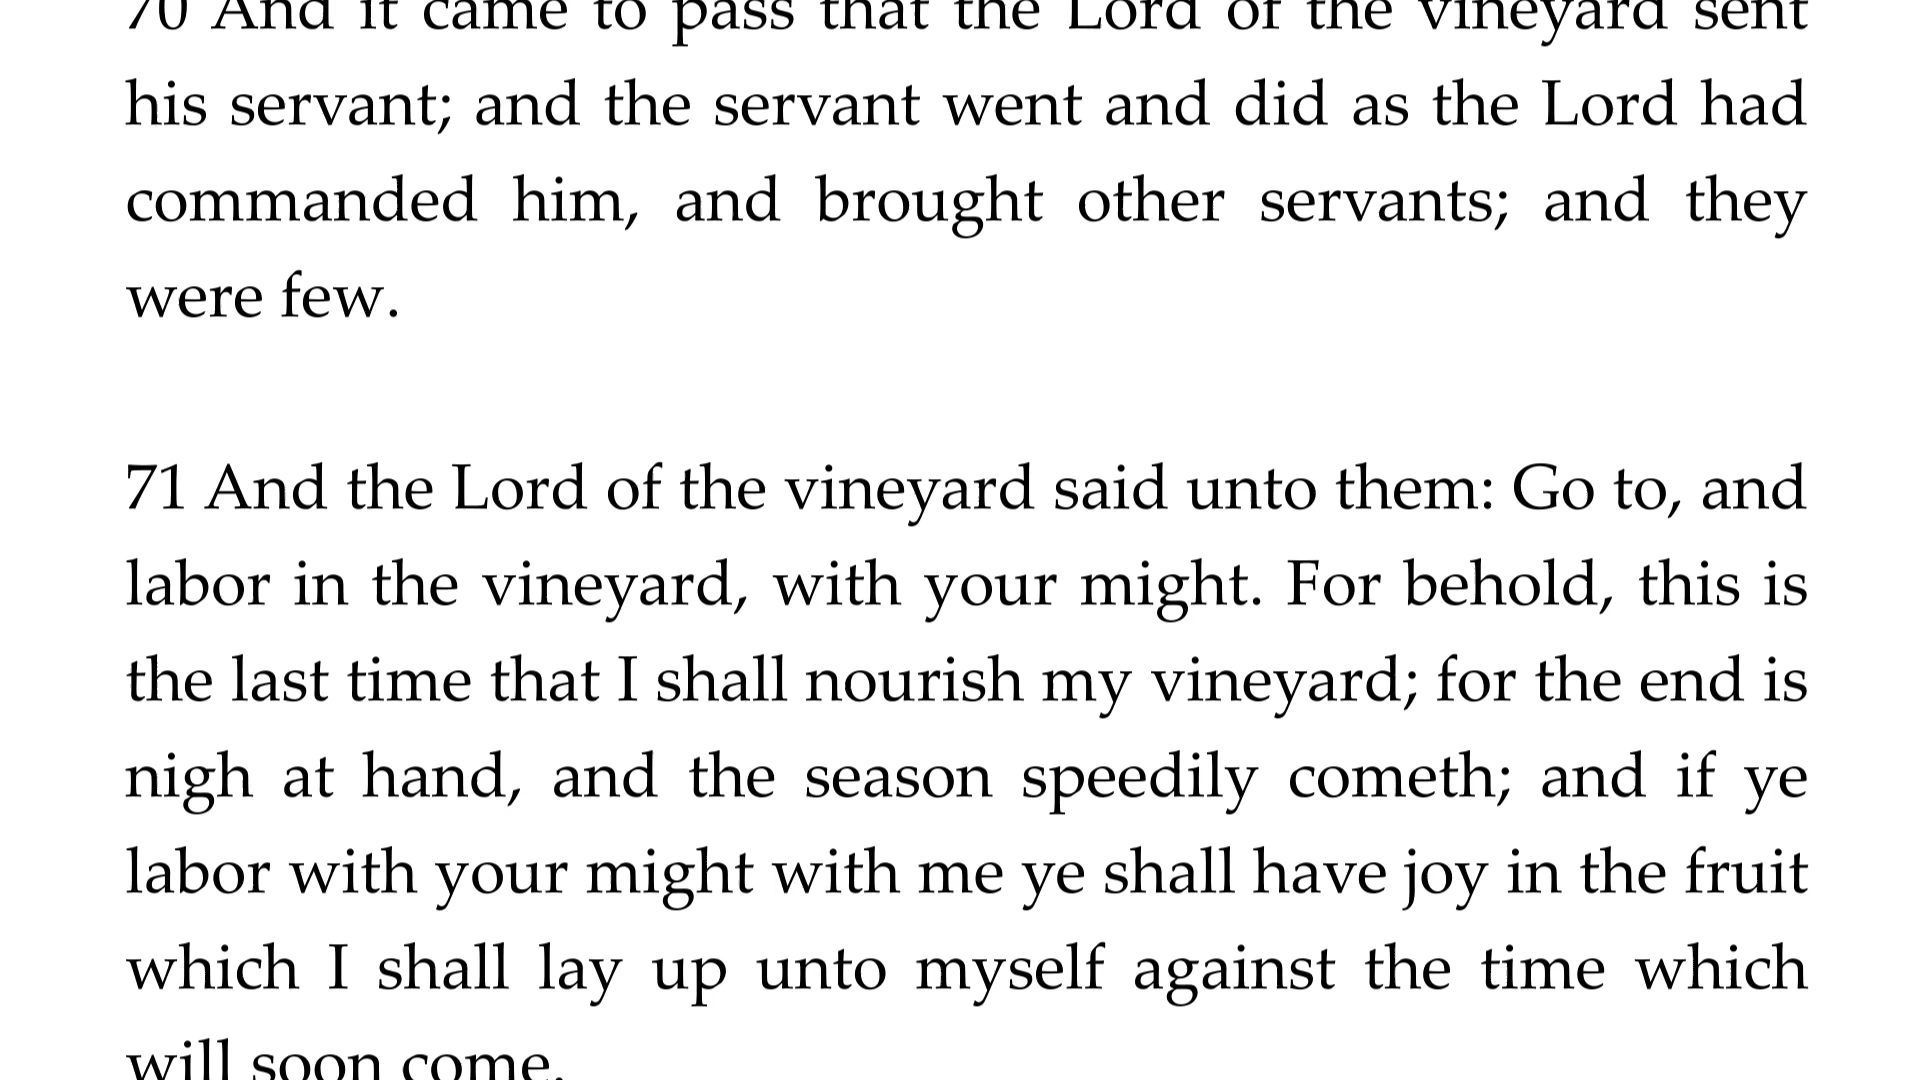 70 And it came to pass that the Lord of the vineyard sent
his servant; and the servant went and did as the Lord had
commanded him, and brought other servants; and they
were few.
71 And the Lord of the vineyard said unto them: Go to, and
labor in the vineyard, with your might. For behold, this is
the last time that I shall nourish my vineyard; for the end is
nigh at hand, and the season speedily cometh; and if ye
labor with your might with me ye shall have joy in the fruit
which I shall lay up unto myself against the time which
will soon come.